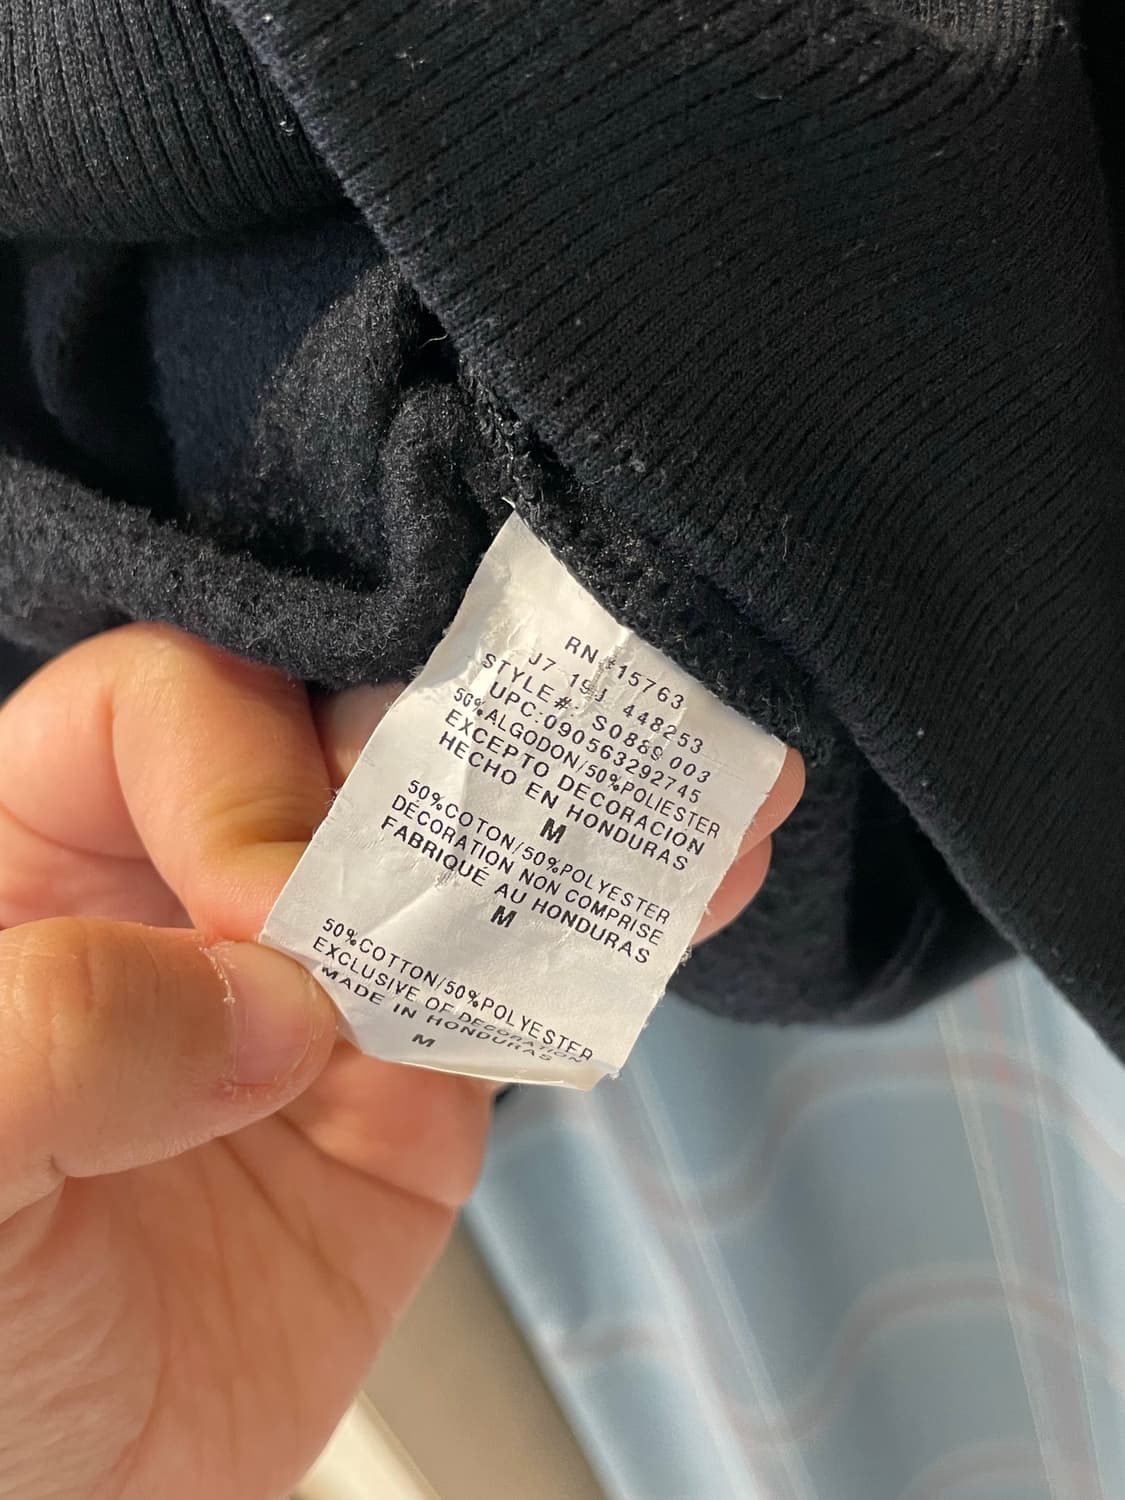 RN #15763
J7 19J 448253
STYLE#: S0889 003
UPC:090563292745
50%ALGODON/50%POLIESTER
EXCEPTO DECORACION
HECHO EN HONDURAS
M
50%COTON/50%POLYESTER
DÉCORATION NON COMPRISE
FABRIQUÉ AU HONDURAS
M
50%COTTON/50%POLYESTER
EXCLUSIVE OF DECORATION
MADE IN HONDURAS
M